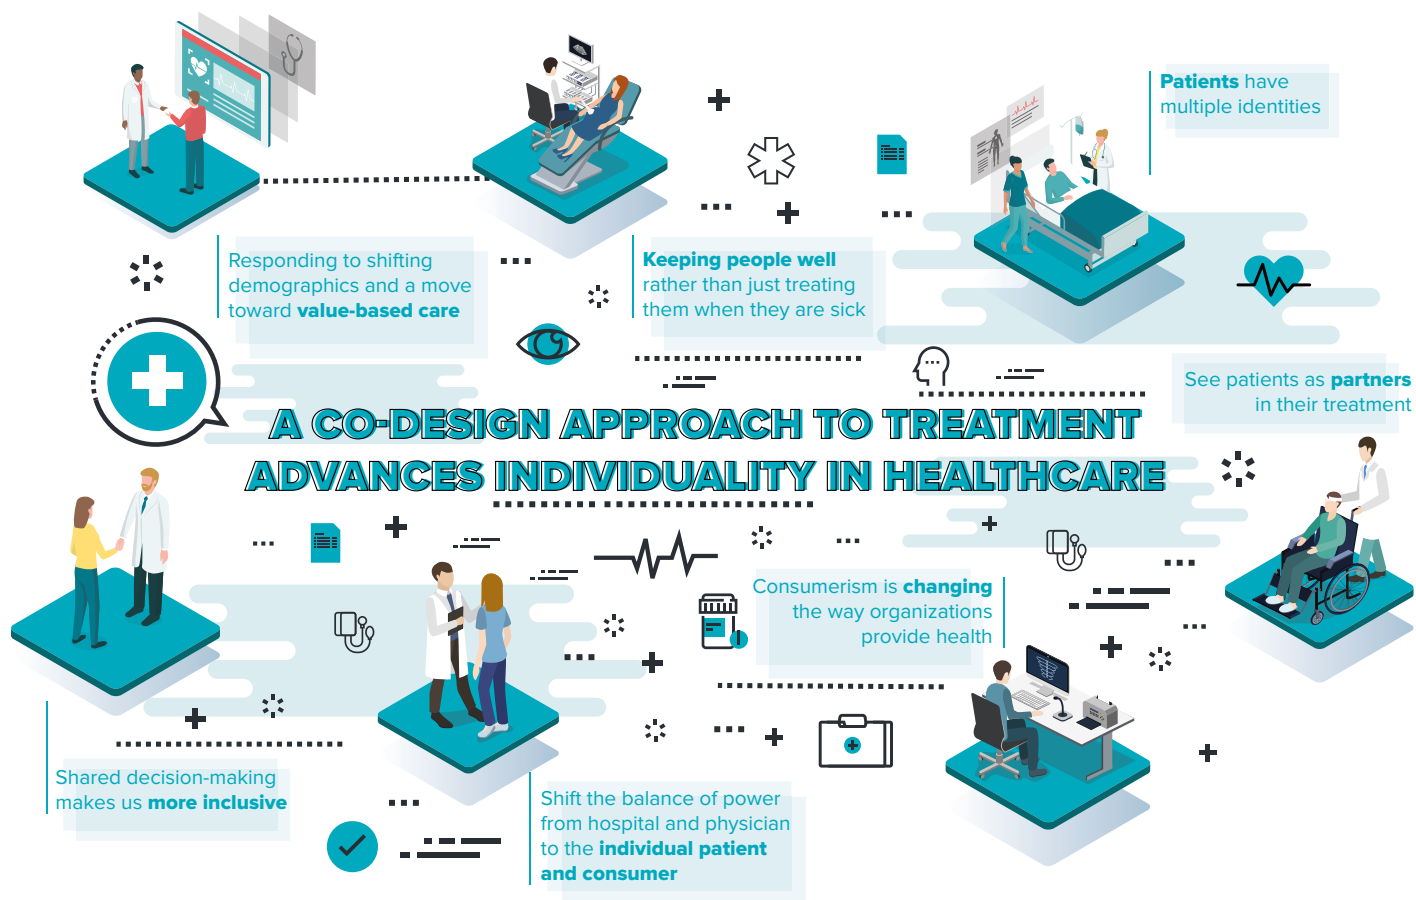 Patients have
multiple identities
Responding to shifting
demographics and a move
toward value-based care
Keeping people well
rather than just treating
them when they are sick
See patients as partners
in their treatment
A CO-DESIGN APPROACH TO TREATMENT
ADVANCES INDIVIDUALITY IN HEALTHCARE
Consumerism is changing
the way organizations
provide health
Shared decision-making
makes us more inclusive
Shift the balance of power
from hospital and physician
to the individual patient
and consumer